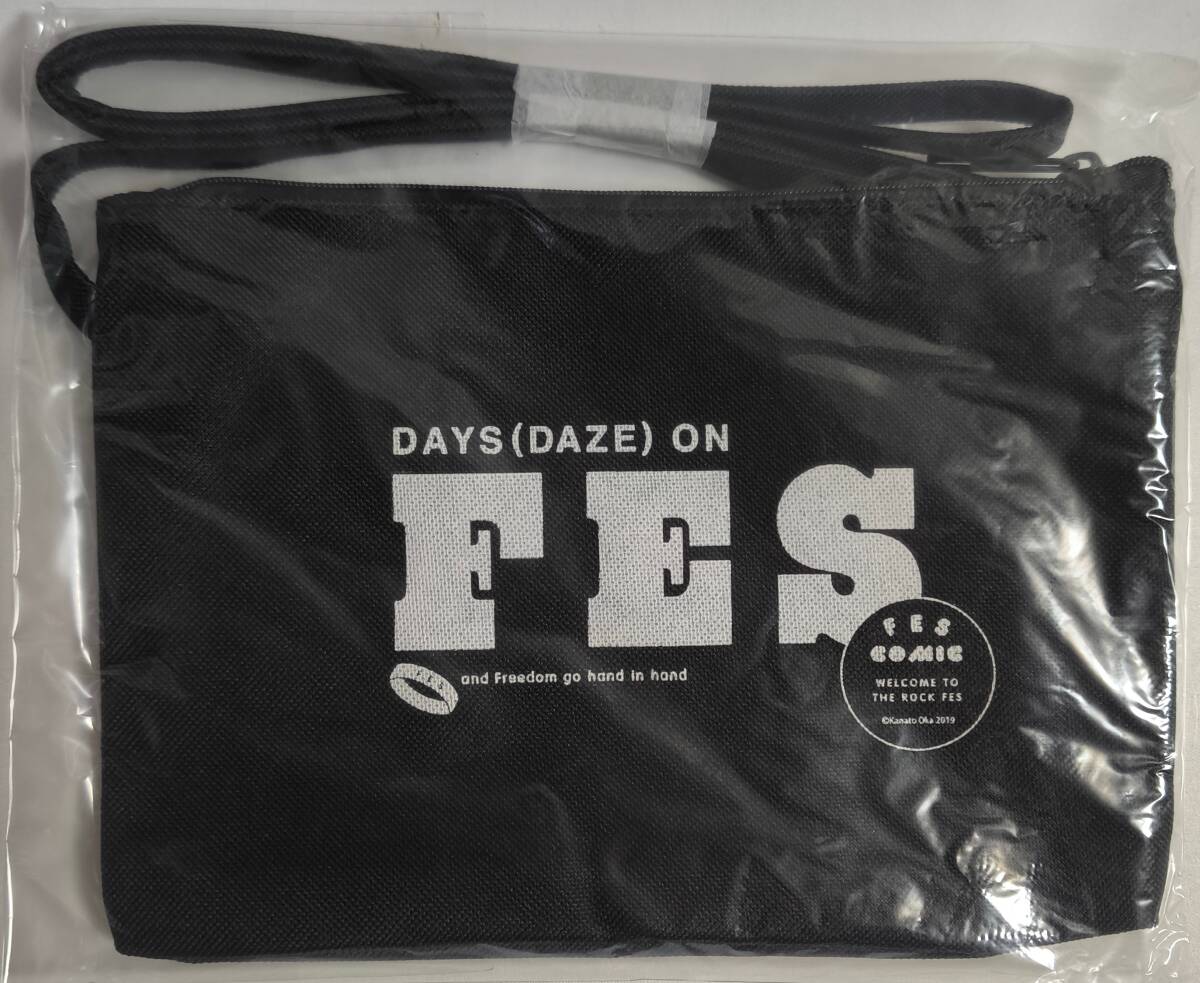 DAYS(DAZE) ON
FES
and Freedom go hand in hand
FES
COMIC
WELCOME TO
THE ROCK FES
©Kanato Oka 2019